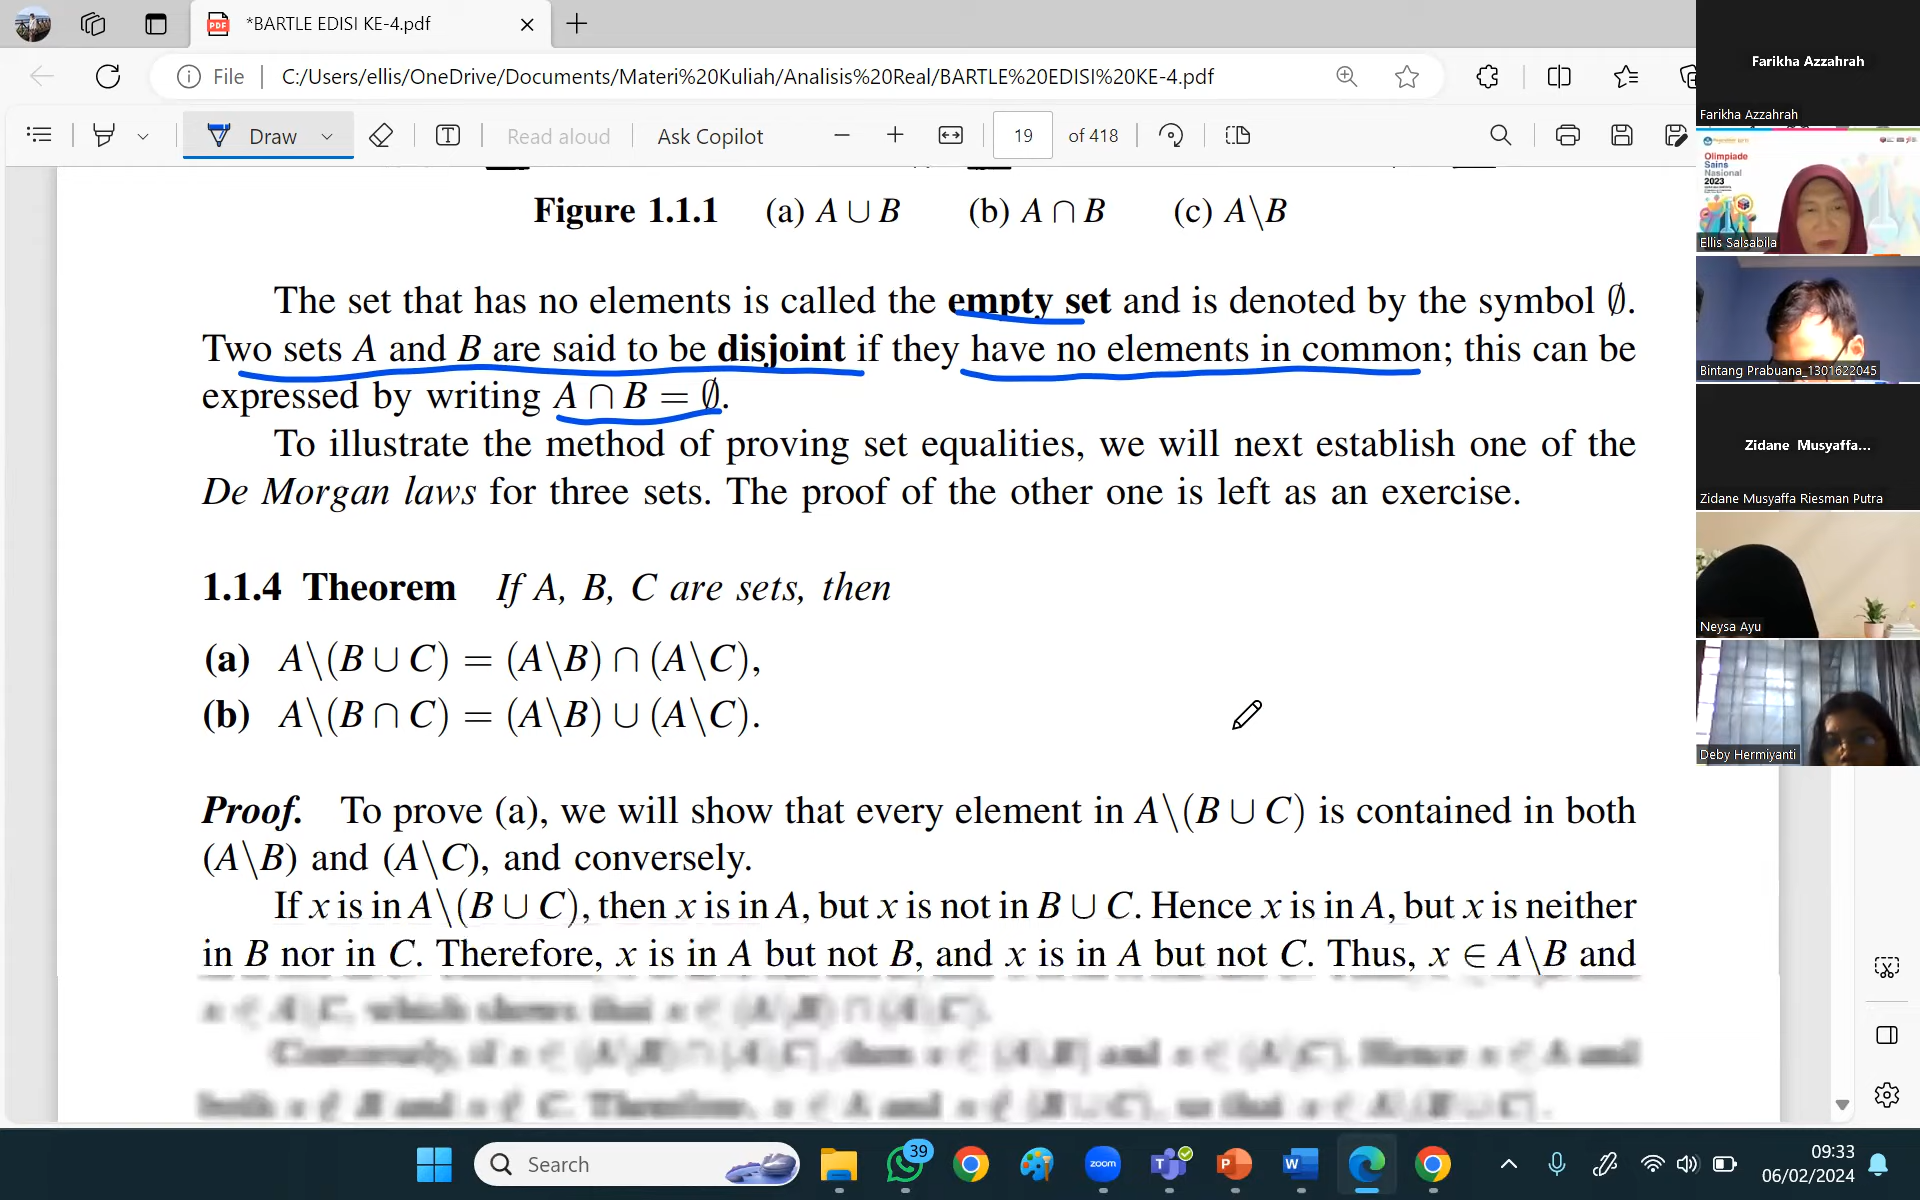 *BARTLE EDISI KE-4.pdf
File
C:/Users/ellis/OneDrive/Documents/Materi%20Kuliah/Analisis%20Real/BARTLE%20EDISI%20KE-4.pdf
Draw
Read aloud
Ask Copilot
19 of 418
Figure 1.1.1 (a) A ∪ B (b) A ∩ B (c) A\B
The set that has no elements is called the empty set and is denoted by the symbol ∅.
Two sets A and B are said to be disjoint if they have no elements in common; this can be
expressed by writing A ∩ B = ∅.
To illustrate the method of proving set equalities, we will next establish one of the
De Morgan laws for three sets. The proof of the other one is left as an exercise.
1.1.4 Theorem If A, B, C are sets, then
(a) A\(B ∪ C) = (A\B) ∩ (A\C),
(b) A\(B ∩ C) = (A\B) ∪ (A\C).
Proof. To prove (a), we will show that every element in A\(B ∪ C) is contained in both
(A\B) and (A\C), and conversely.
If x is in A\(B ∪ C), then x is in A, but x is not in B ∪ C. Hence x is in A, but x is neither
in B nor in C. Therefore, x is in A but not B, and x is in A but not C. Thus, x ∈ A\B and
Farikha Azzahrah
Farikha Azzahrah
Olimpiade
Sains
Nasional
2023
Ellis Salsabila
Bintang Prabuana_1301622045
Zidane Musyaffa...
Zidane Musyaffa Riesman Putra
Neysa Ayu
Deby Hermiyanti
Search
39
zoom
09:33
06/02/2024